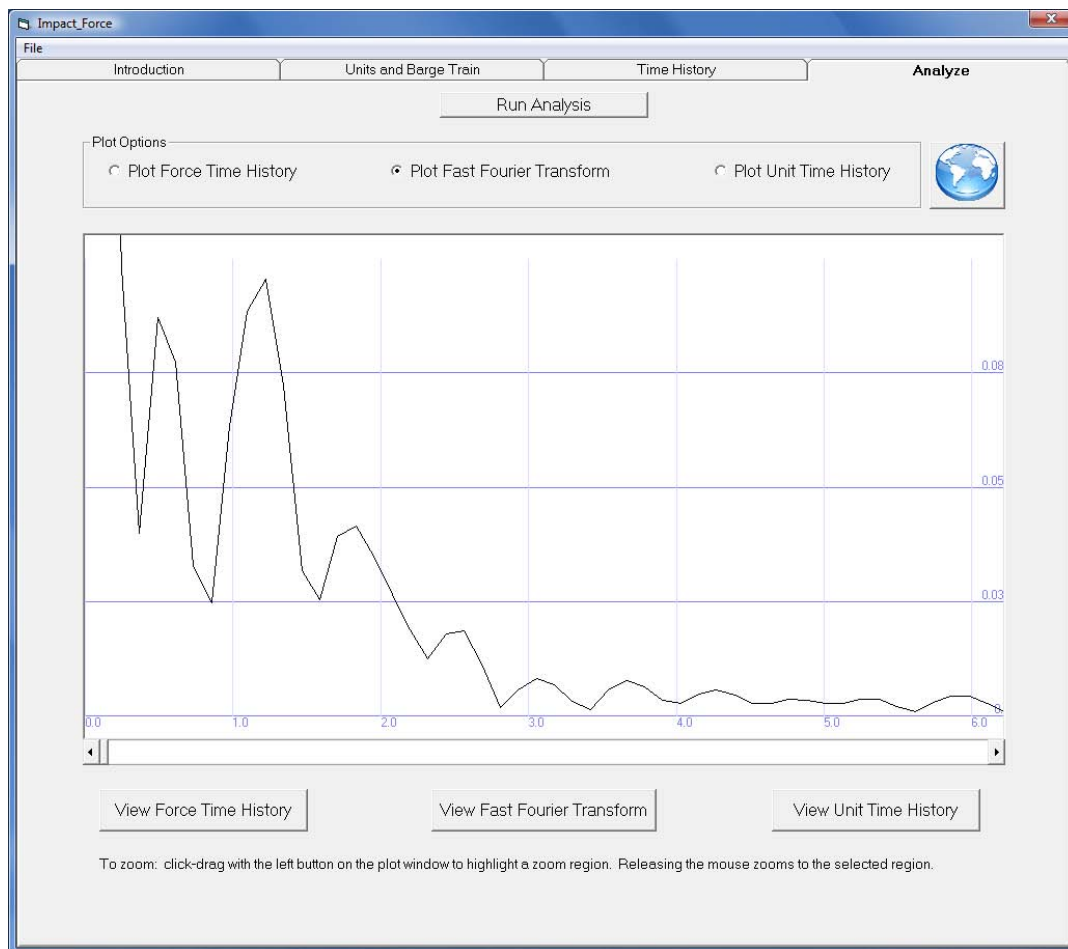 Impact_Force
File
Introduction Units and Barge Train Time History Analyze
Run Analysis
Plot Options
Plot Force Time History Plot Fast Fourier Transform Plot Unit Time History
0.08
0.05
0.03
0.
0.0 1.0 2.0 3.0 4.0 5.0 6.0
View Force Time History View Fast Fourier Transform View Unit Time History
To zoom: click-drag with the left button on the plot window to highlight a zoom region. Releasing the mouse zooms to the selected region.